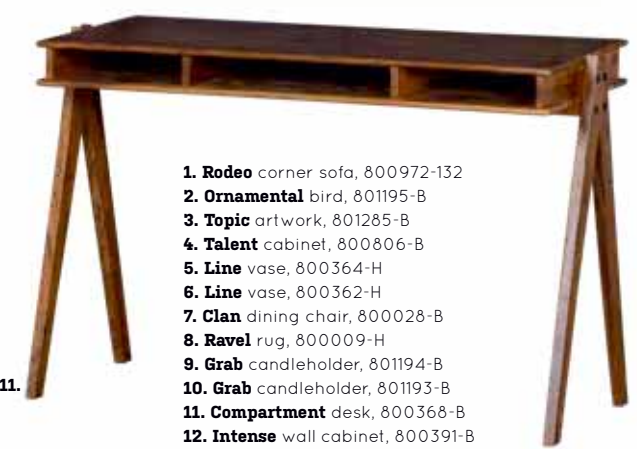 1. Rodeo corner sofa, 800972-132
2. Ornamental bird, 801195-B
3. Topic artwork, 801285-B
4. Talent cabinet, 800806-B
5. Line vase, 800364-H
6. Line vase, 800362-H
7. Clan dining chair, 800028-B
8. Ravel rug, 800009-H
9. Grab candleholder, 801194-B
10. Grab candleholder, 801193-B
11. Compartment desk, 800368-B
12. Intense wall cabinet, 800391-B
11.